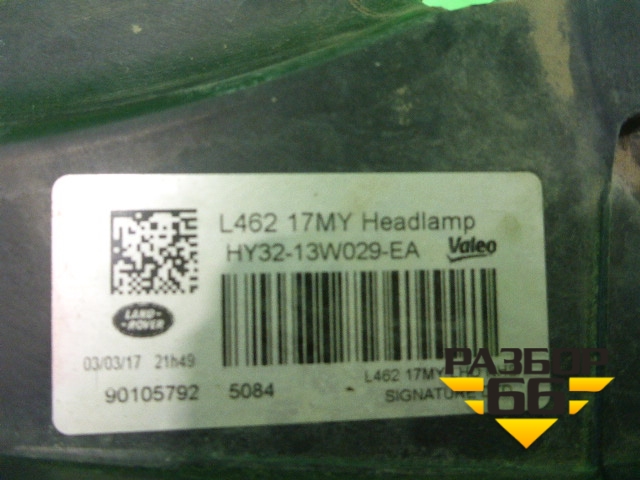 L462 17MY Headlamp
HY32-13W029-EA Valeo
LAND-
-ROVER
03/03/17 21h49
L462 17MY
90105792 5084 - SIGNATURE
РАЗБОР
66